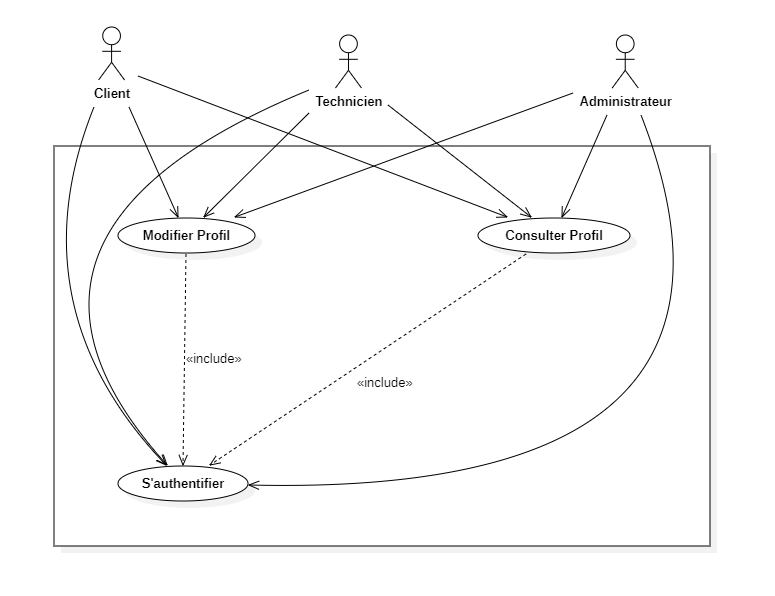 Client
Technicien
Administrateur
Modifier Profil
Consulter Profil
«include»
«include»
S'authentifier